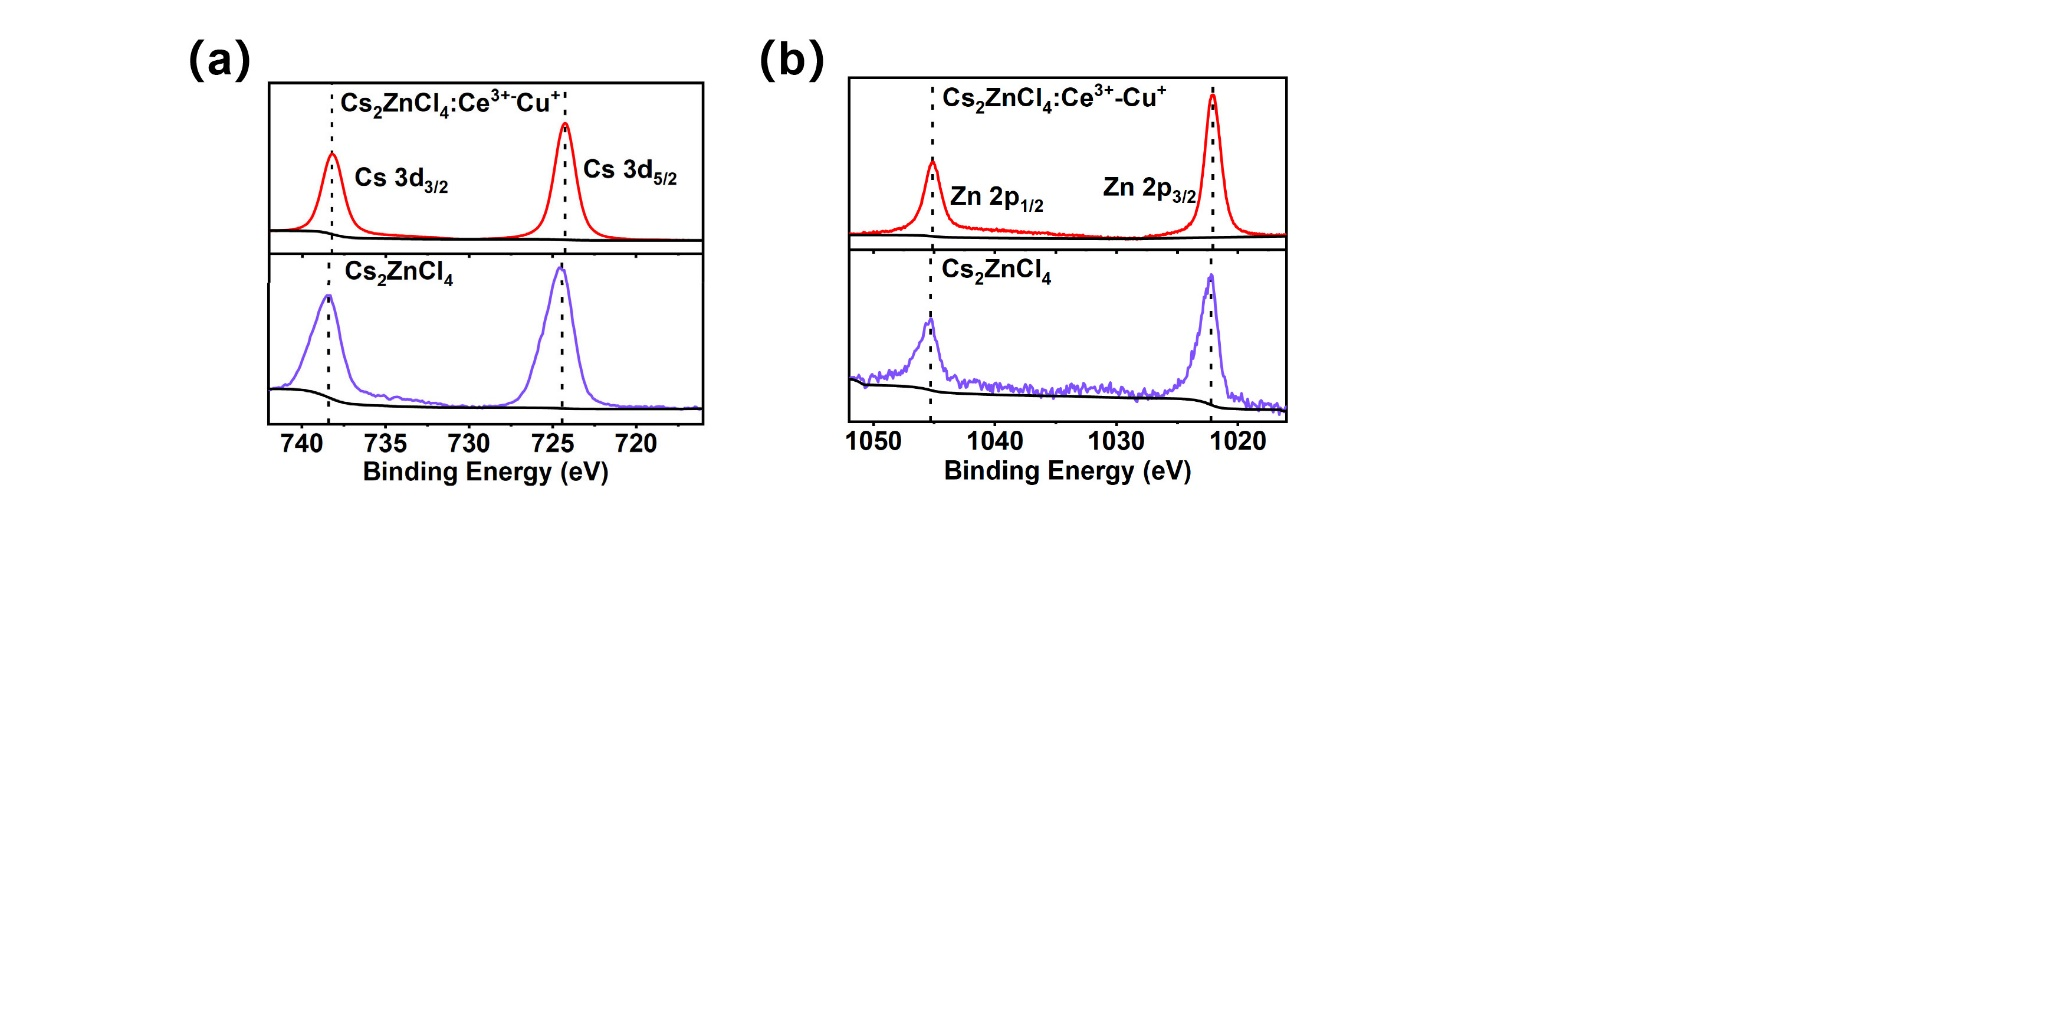 (a)
Cs₂ZnCl₄:Ce³⁺⁻Cu⁺
Cs 3d₃/₂
Cs 3d₅/₂
Cs₂ZnCl₄
740 735 730 725 720
Binding Energy (eV)
(b)
Cs₂ZnCl₄:Ce³⁺-Cu⁺
Zn 2p₁/₂
Zn 2p₃/₂
Cs₂ZnCl₄
1050 1040 1030 1020
Binding Energy (eV)